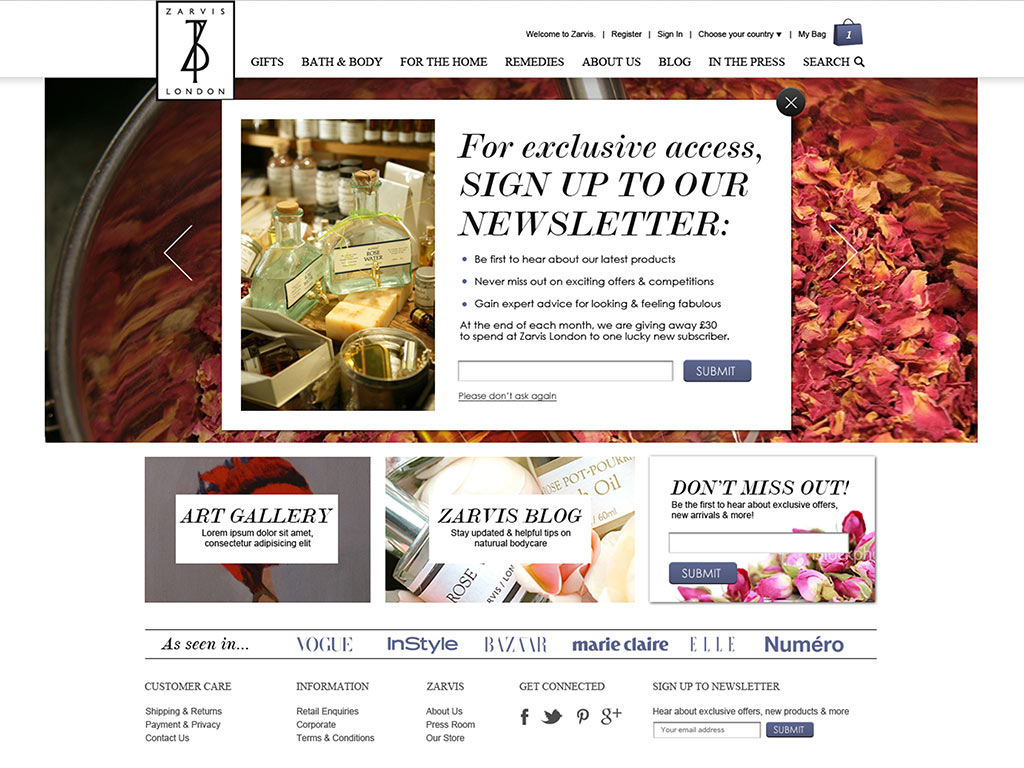 ZARVIS
LONDON
Welcome to Zarvis. | Register | Sign In | Choose your country ▾ | My Bag 1
GIFTS BATH & BODY FOR THE HOME REMEDIES ABOUT US BLOG IN THE PRESS SEARCH
For exclusive access,
SIGN UP TO OUR
NEWSLETTER:
• Be first to hear about our latest products
• Never miss out on exciting offers & competitions
• Gain expert advice for looking & feeling fabulous
At the end of each month, we are giving away £30
to spend at Zarvis London to one lucky new subscriber.
SUBMIT
Please don't ask again
ROSE
WATER
ART GALLERY
Lorem ipsum dolor sit amet,
consectetur adipisicing elit
ROSE POT-POURRI
Oil
60ml
ZARVIS BLOG
Stay updated & helpful tips on
naturual bodycare
ROSE
DON'T MISS OUT!
Be the first to hear about exclusive offers,
new arrivals & more!
SUBMIT
As seen in... VOGUE InStyle BAZAAR marie claire ELLE Numéro
CUSTOMER CARE
Shipping & Returns
Payment & Privacy
Contact Us
INFORMATION
Retail Enquiries
Corporate
Terms & Conditions
ZARVIS
About Us
Press Room
Our Store
GET CONNECTED
SIGN UP TO NEWSLETTER
Hear about exclusive offers, new products & more
Your email address SUBMIT